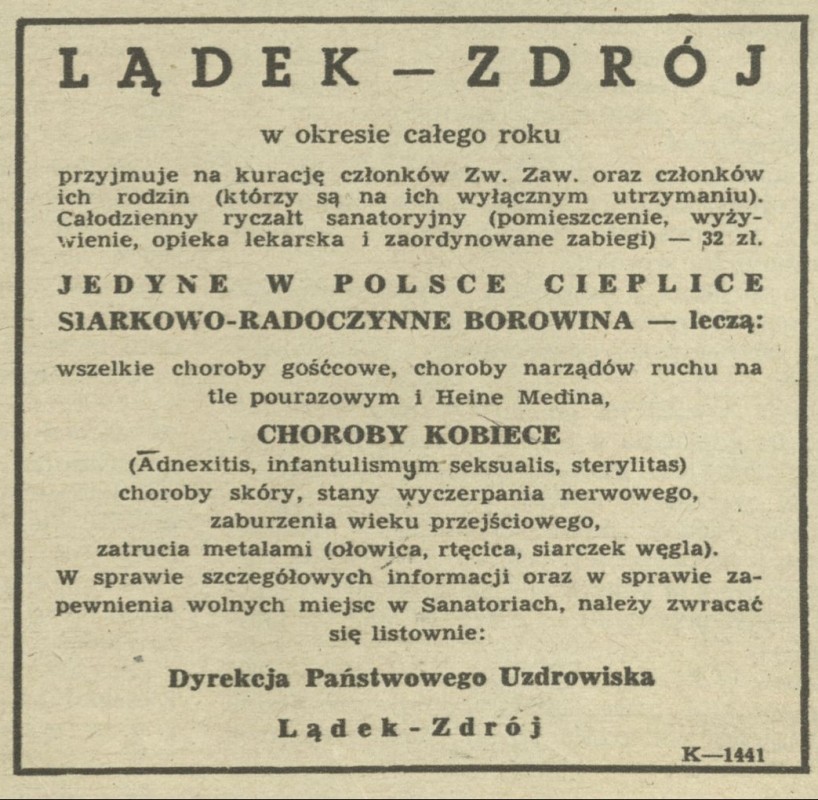 LĄDEK — ZDRÓJ
w okresie całego roku
przyjmuje na kurację członków Zw. Zaw. oraz członków
ich rodzin (którzy są na ich wyłącznym utrzymaniu).
Całodzienny ryczałt sanatoryjny (pomieszczenie, wyży-
wienie, opieka lekarska i zaordynowane zabiegi) — 32 zł.
JEDYNE W POLSCE CIEPLICE
SIARKOWO-RADOCZYNNE BOROWINA — leczą:
wszelkie choroby gośćcowe, choroby narządów ruchu na
tle pourazowym i Heine Medina,
CHOROBY KOBIECE
(Adnexitis, infantulismym seksualis, sterylitas)
choroby skóry, stany wyczerpania nerwowego,
zaburzenia wieku przejściowego,
zatrucia metalami (ołowica, rtęcica, siarczek węgla).
W sprawie szczegółowych informacji oraz w sprawie za-
pewnienia wolnych miejsc w Sanatoriach, należy zwracać
się listownie:
Dyrekcja Państwowego Uzdrowiska
Lądek-Zdrój
K—1441